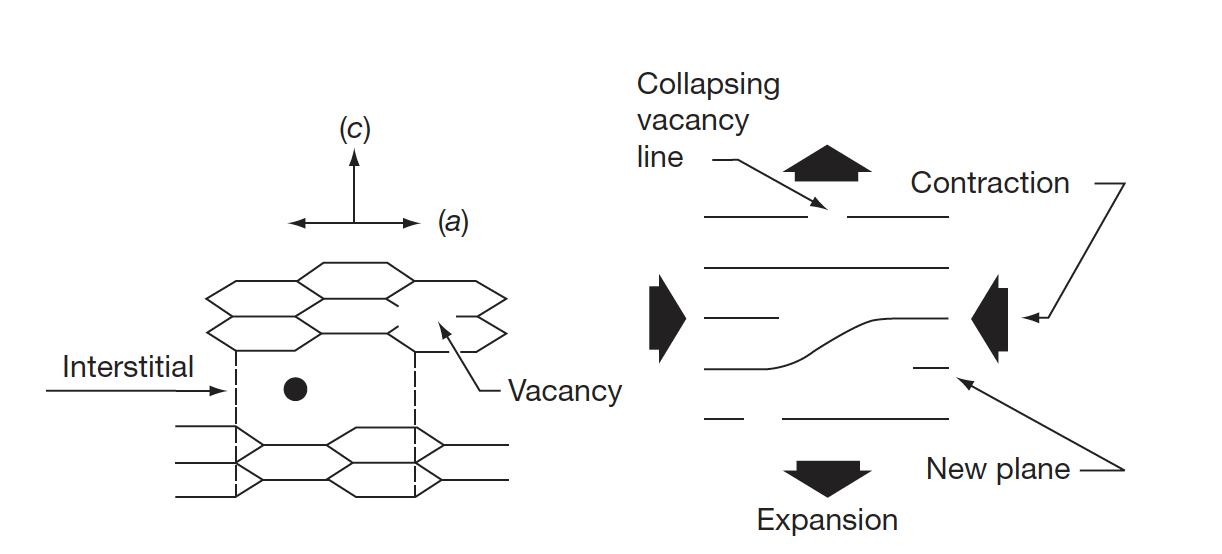 (c)
(a)
Interstitial
Vacancy
Collapsing
vacancy
line
Contraction
New plane
Expansion